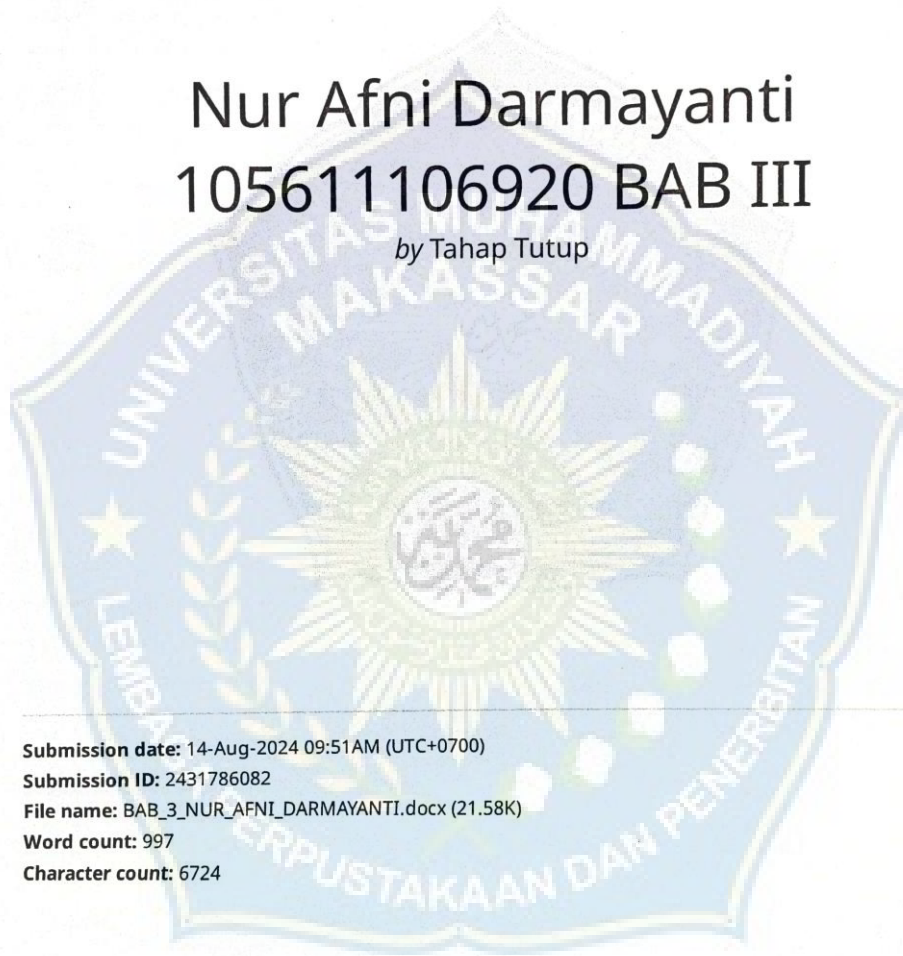 Nur Afni Darmayanti
105611106920 BAB III
by Tahap Tutup
UNIVERSITAS MUHAMMADIYAH
MAKASSAR
محمد
LEMBAGA PERPUSTAKAAN DAN PENERBITAN
Submission date: 14-Aug-2024 09:51AM (UTC+0700)
Submission ID: 2431786082
File name: BAB_3_NUR_AFNI_DARMAYANTI.docx (21.58K)
Word count: 997
Character count: 6724